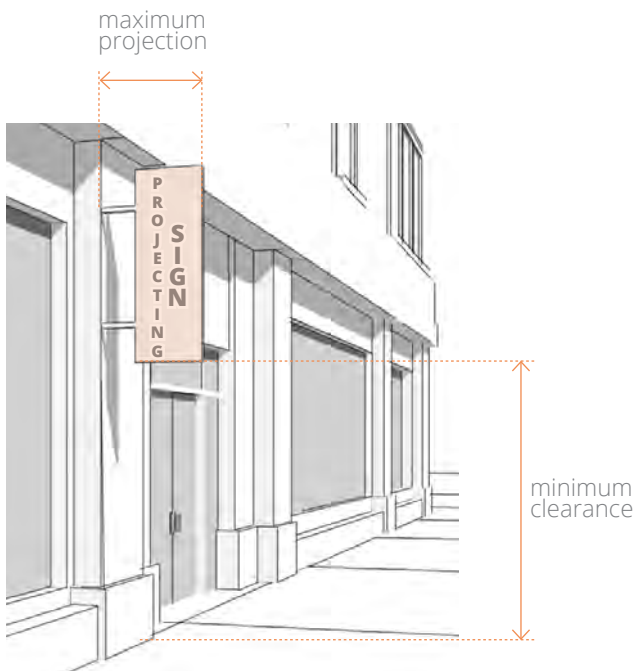 maximum
projection
PROJECTING
SIGN
minimum
clearance